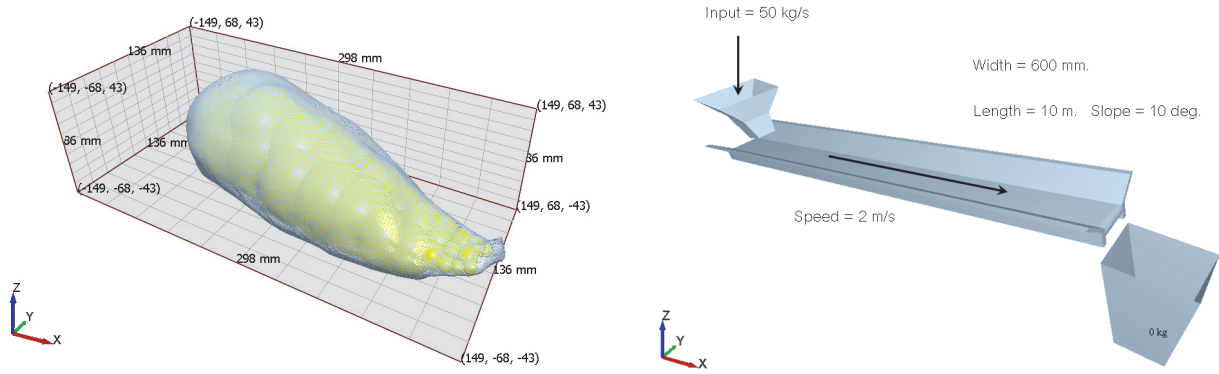 (-149, 68, 43)
136 mm
298 mm
(-149, -68, 43)
(149, 68, 43)
86 mm
136 mm
36 mm
(-149, -68, -43)
(149, 68, -43)
298 mm
136 mm
(149, -68, -43)
Z
Y
X
Input = 50 kg/s
Width = 600 mm.
Length = 10 m. Slope = 10 deg.
Speed = 2 m/s
0 kg
Z
Y
X